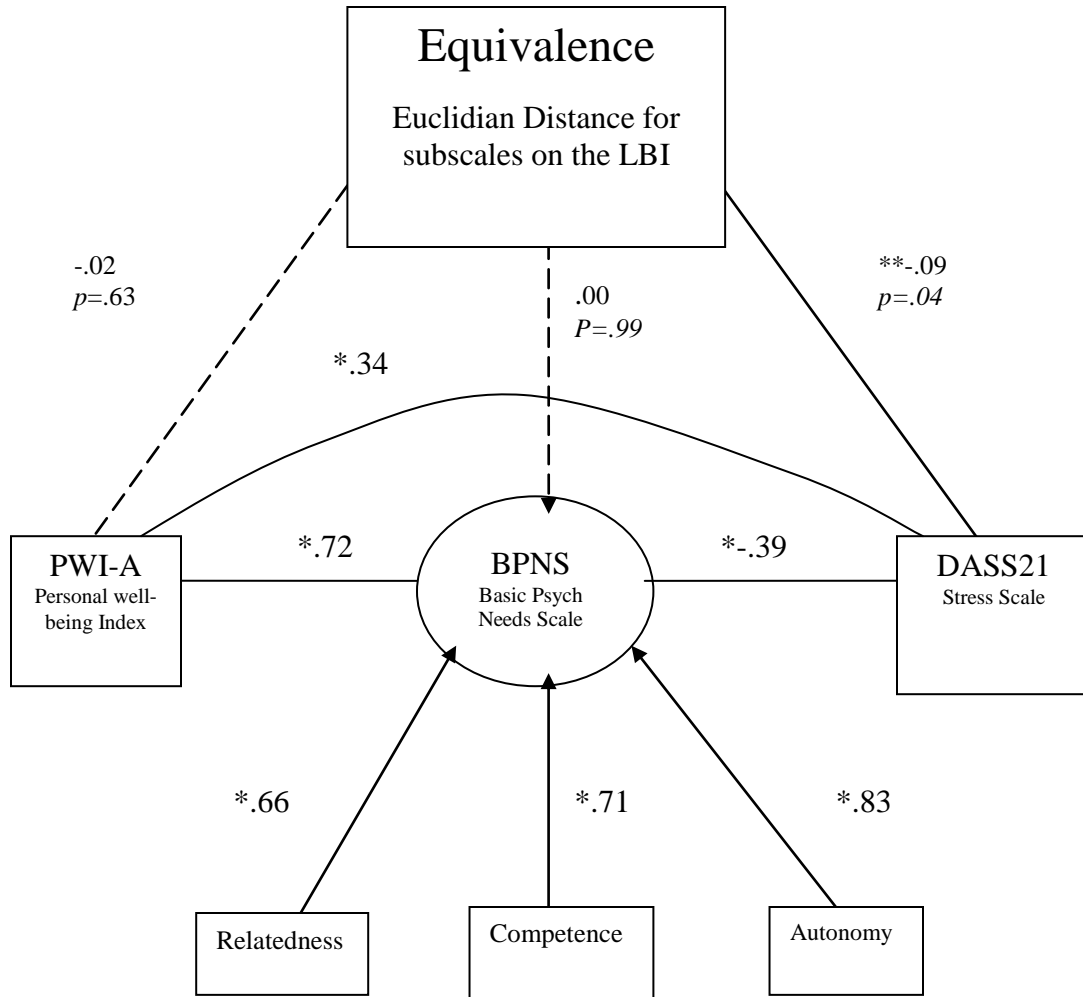 Equivalence
Euclidian Distance for
subscales on the LBI
-.02
p=.63
.00
P=.99
**-.09
p=.04
*.34
*.72
*-.39
PWI-A
Personal well-
being Index
BPNS
Basic Psych
Needs Scale
DASS21
Stress Scale
*.66
*.71
*.83
Relatedness
Competence
Autonomy